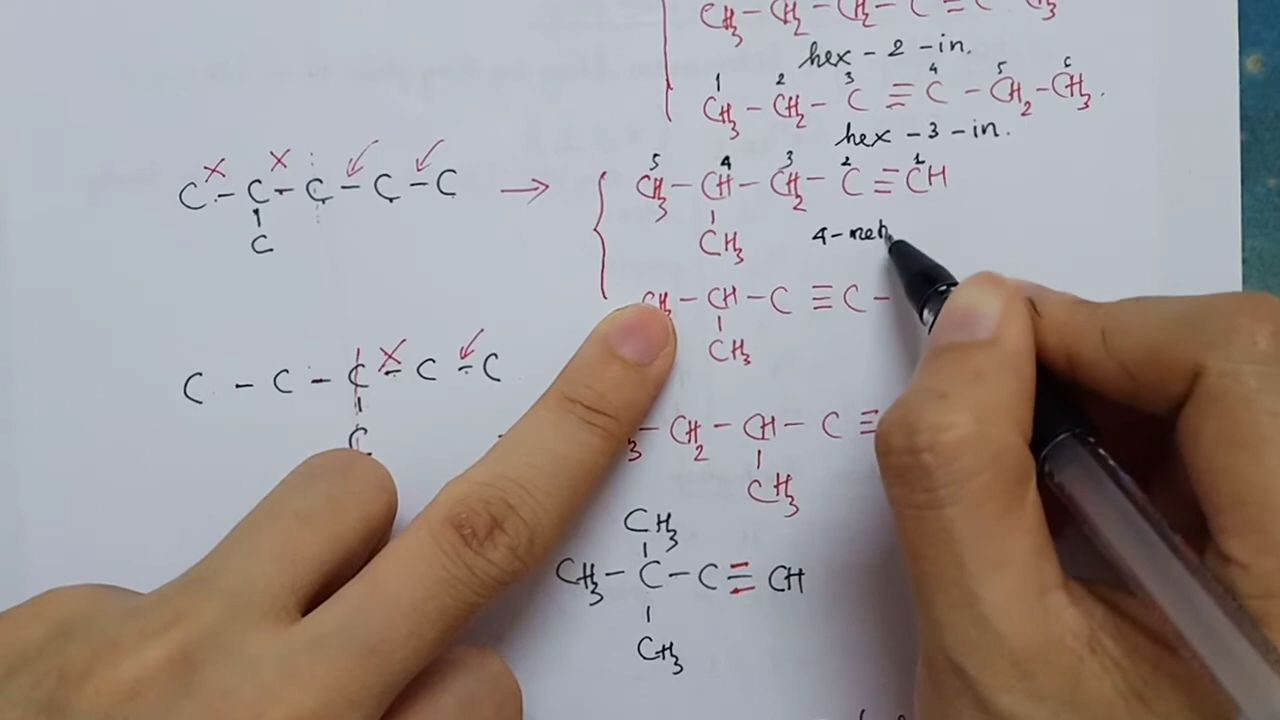 CH3 - CH2 - CH2 - C ≡ C - CH3
hex - 2 - in.
1 2 3 4 5 6
CH3 - CH2 - C ≡ C - CH2 - CH3.
hex - 3 - in.
C - C - C - C - C →
C
5 4 3 2 1
CH3 - CH - CH2 - C ≡ CH
CH3
4-meh
CH3 - CH - C ≡ C -
CH3
C - C - C - C - C
C
3 - CH2 - CH - C ≡
CH3
CH3
CH3 - C - C ≡ CH
CH3